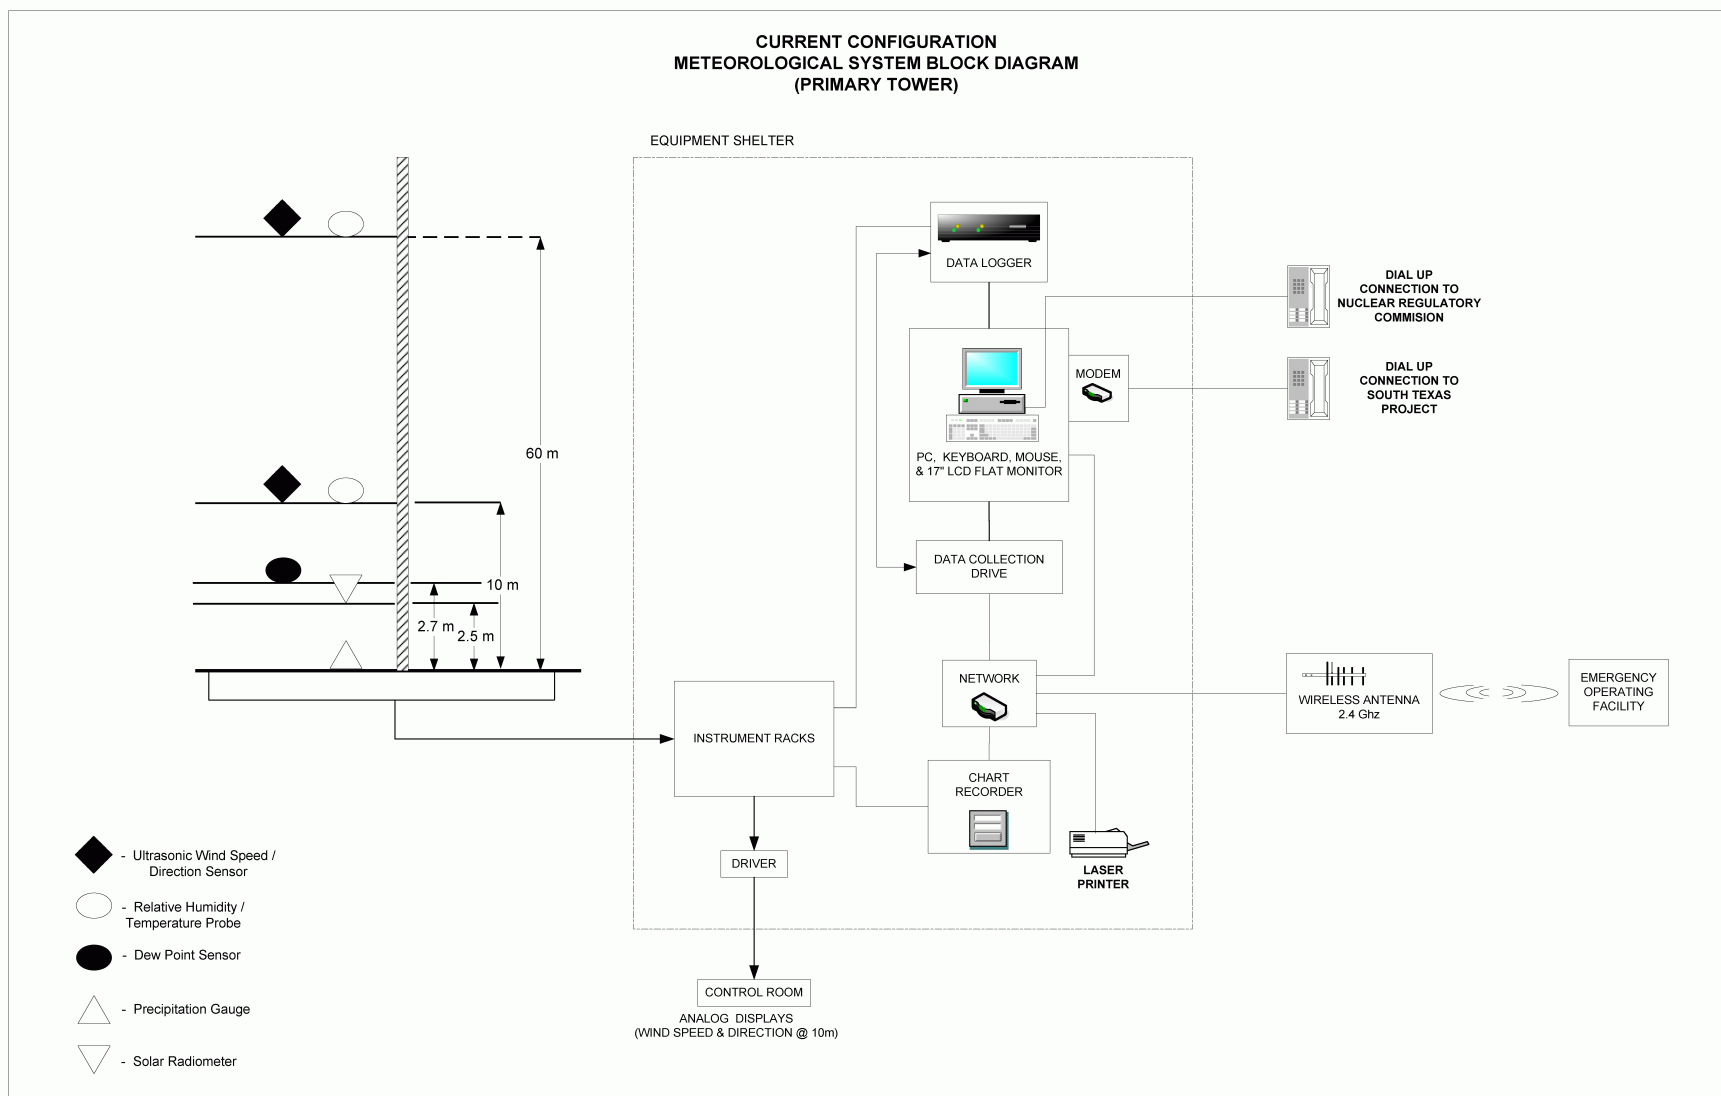 CURRENT CONFIGURATION
METEOROLOGICAL SYSTEM BLOCK DIAGRAM
(PRIMARY TOWER)
EQUIPMENT SHELTER
DATA LOGGER
DIAL UP
CONNECTION TO
NUCLEAR REGULATORY
COMMISION
MODEM
DIAL UP
CONNECTION TO
SOUTH TEXAS
PROJECT
PC, KEYBOARD, MOUSE,
& 17" LCD FLAT MONITOR
60 m
10 m
2.7 m
2.5 m
DATA COLLECTION
DRIVE
NETWORK
WIRELESS ANTENNA
2.4 Ghz
EMERGENCY
OPERATING
FACILITY
INSTRUMENT RACKS
CHART
RECORDER
DRIVER
LASER
PRINTER
CONTROL ROOM
ANALOG DISPLAYS
(WIND SPEED & DIRECTION @ 10m)
- Ultrasonic Wind Speed /
Direction Sensor
- Relative Humidity /
Temperature Probe
- Dew Point Sensor
- Precipitation Gauge
- Solar Radiometer